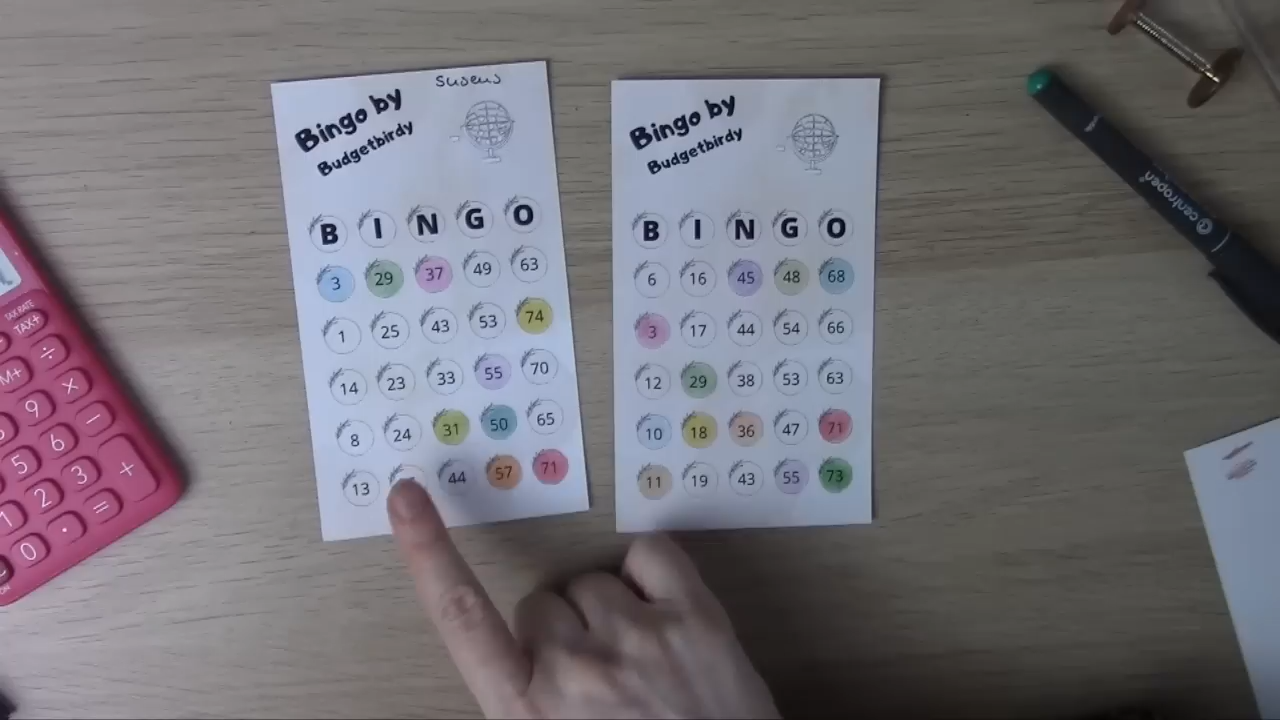 susens
Bingo by
Budgetbirdy
B I N G O
3 29 37 49 63
1 25 43 53 74
14 23 33 55 70
8 24 31 50 65
13 44 57 71
Bingo by
Budgetbirdy
B I N G O
6 16 45 48 68
3 17 44 54 66
12 29 38 53 63
10 18 36 47 71
11 19 43 55 73
centropen
TAX RATE
TAX+
M+ ÷
9 ×
5 6 −
1 2 3 +
0 . =
ON